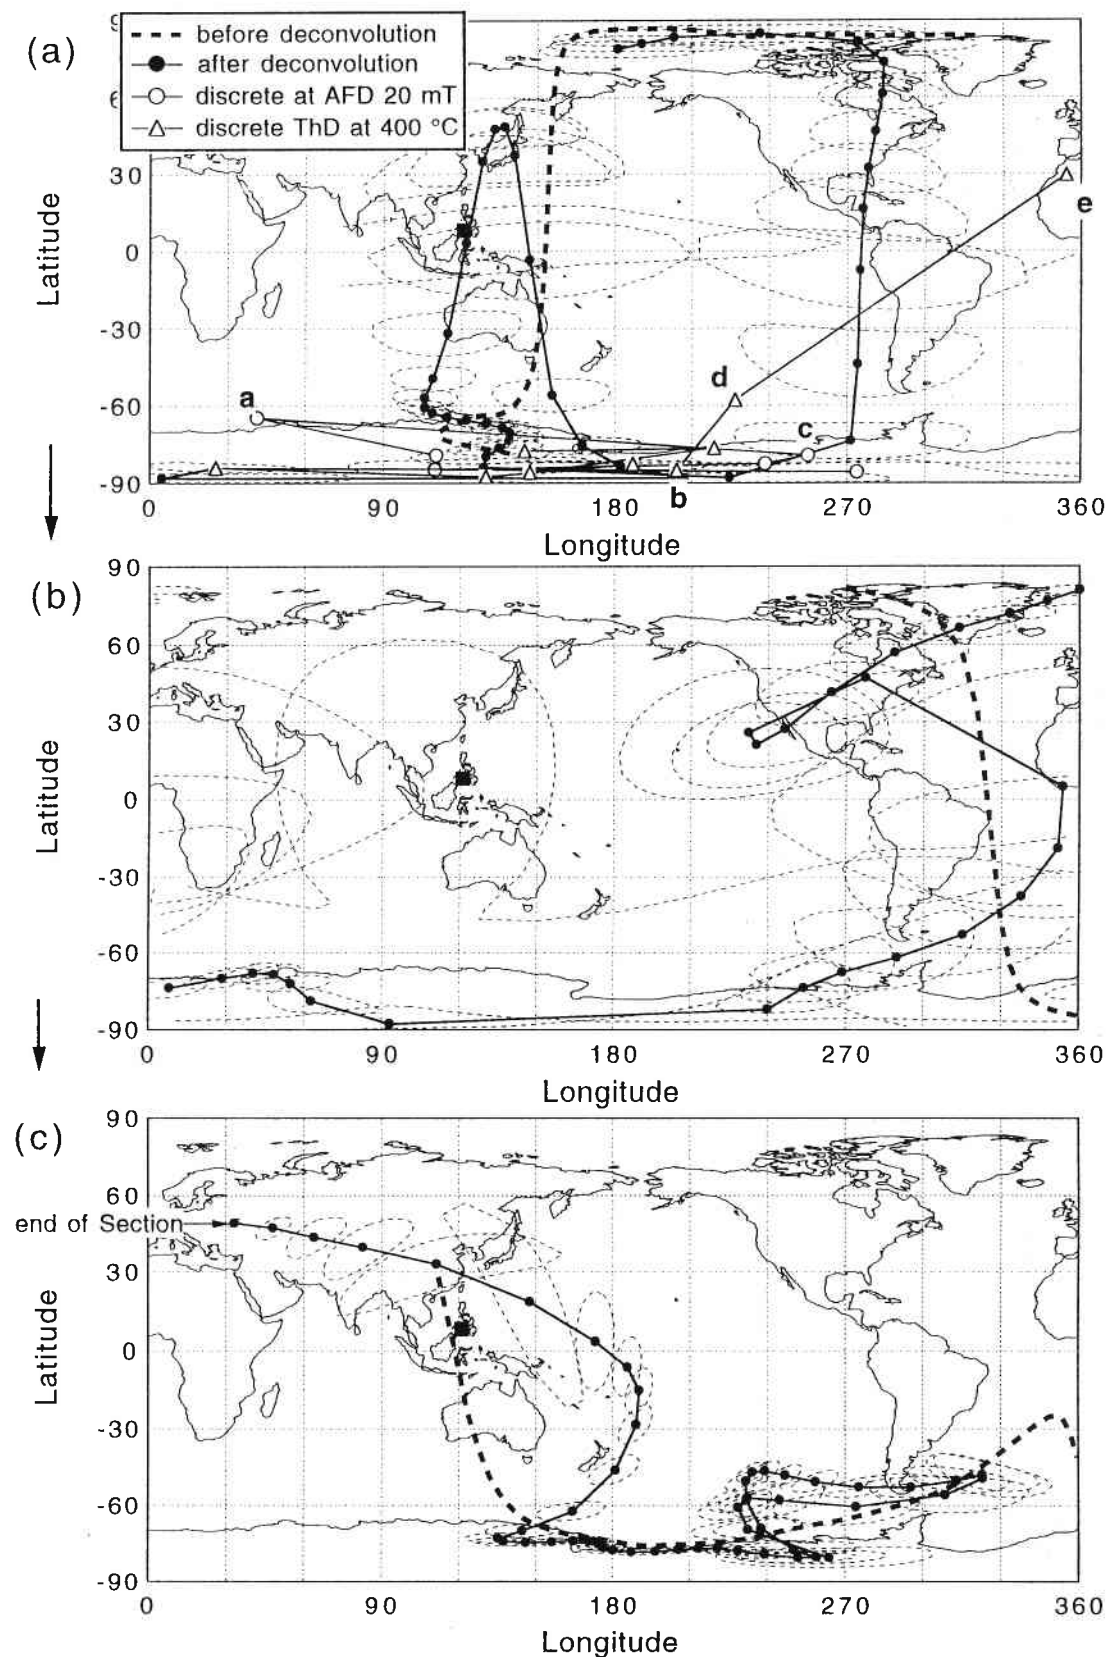 (a)
before deconvolution
after deconvolution
discrete at AFD 20 mT
discrete ThD at 400 °C
30
0
-30
-60
-90
Latitude
a
b
c
d
e
0
90
180
270
360
Longitude
(b)
90
60
30
0
-30
-60
-90
Latitude
0
90
180
270
360
Longitude
(c)
90
60
end of Section
30
0
-30
-60
-90
Latitude
0
90
180
270
360
Longitude